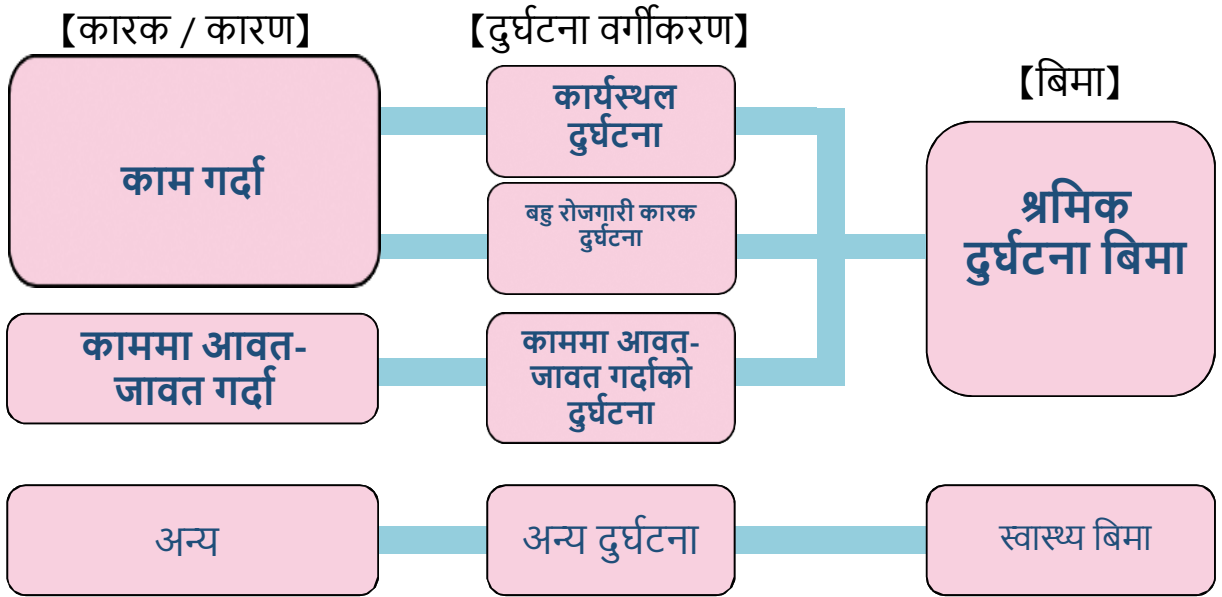 【कारक / कारण】
【दुर्घटना वर्गीकरण】
【बिमा】
काम गर्दा
कार्यस्थल
दुर्घटना
बहु रोजगारी कारक
दुर्घटना
श्रमिक
दुर्घटना बिमा
काममा आवत-
जावत गर्दा
काममा आवत-
जावत गर्दाको
दुर्घटना
अन्य
अन्य दुर्घटना
स्वास्थ्य बिमा